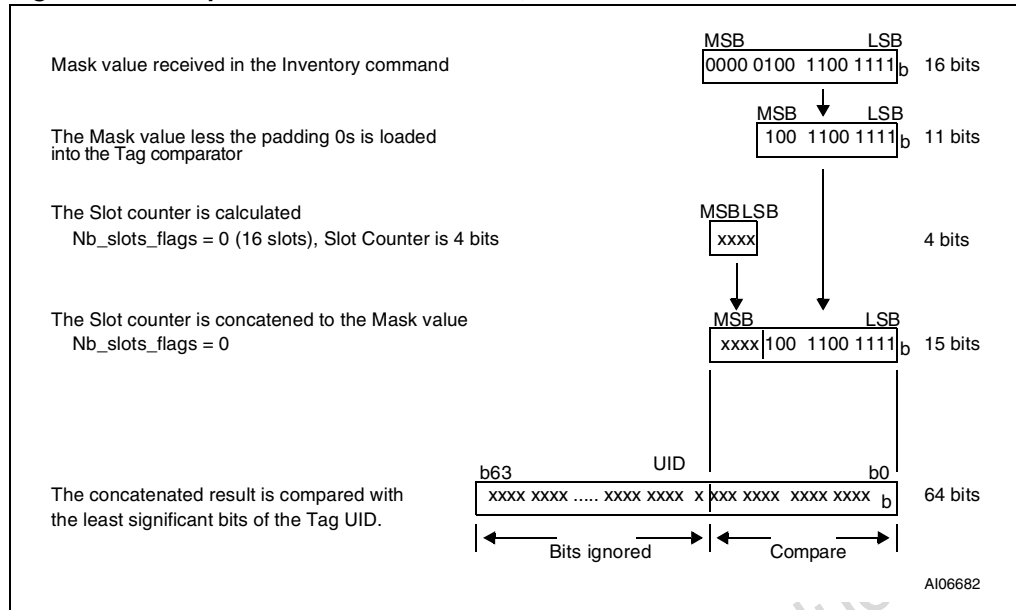 MSB LSB
Mask value received in the Inventory command 0000 0100 1100 1111 b 16 bits
MSB LSB
The Mask value less the padding 0s is loaded
into the Tag comparator
100 1100 1111 b 11 bits
The Slot counter is calculated
MSB LSB
Nb_slots_flags = 0 (16 slots), Slot Counter is 4 bits xxxx 4 bits
The Slot counter is concatened to the Mask value
MSB LSB
Nb_slots_flags = 0 xxxx 100 1100 1111 b 15 bits
UID
b63 b0
The concatenated result is compared with
the least significant bits of the Tag UID.
xxxx xxxx ..... xxxx xxxx x xxx xxxx xxxx xxxx b 64 bits
Bits ignored Compare
AI06682